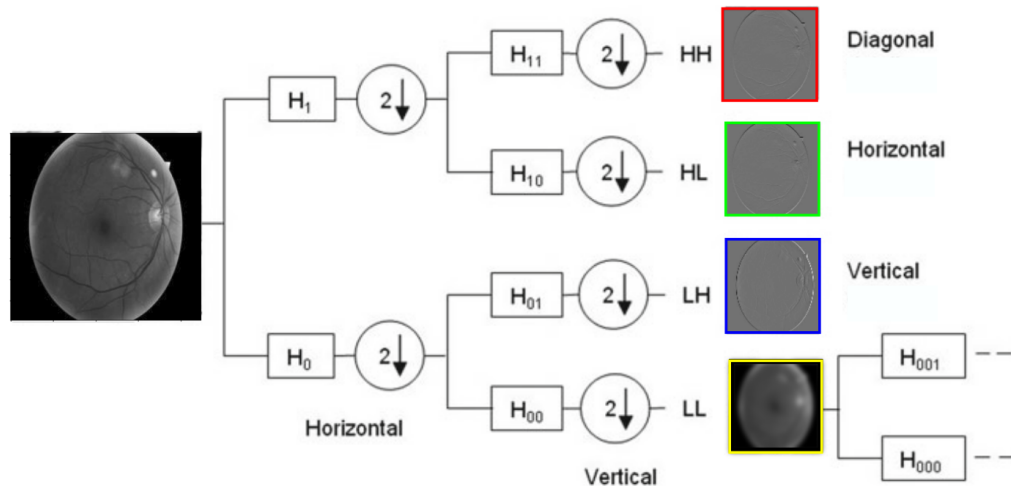 H₁ 2↓ H₁₁ 2↓ HH Diagonal
H₁₀ 2↓ HL Horizontal
H₀ 2↓ H₀₁ 2↓ LH Vertical
H₀₀ 2↓ LL H₀₀₁
H₀₀₀
Horizontal
Vertical